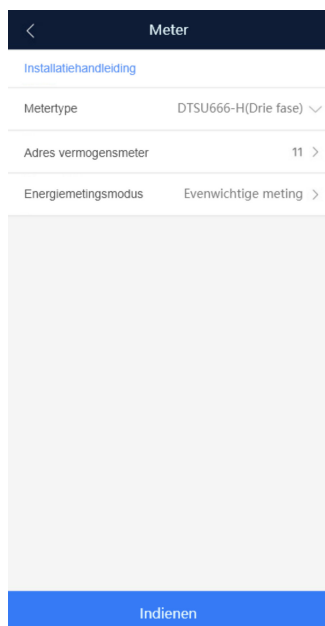 Meter
Installatiehandleiding
Metertype DTSU666-H(Drie fase)
Adres vermogensmeter 11
Energiemetingsmodus Evenwichtige meting
Indienen